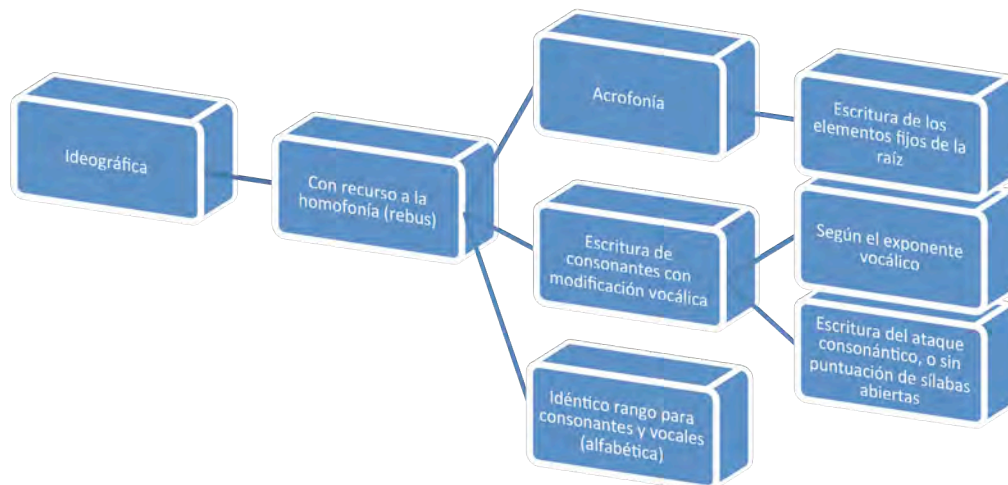 Ideográfica
Con recurso a la
homofonía (rebus)
Acrofonía
Escritura de
consonantes con
modificación vocálica
Idéntico rango para
consonantes y vocales
(alfabética)
Escritura de los
elementos fijos de la
raíz
Según el exponente
vocálico
Escritura del ataque
consonántico, o sin
puntuación de sílabas
abiertas